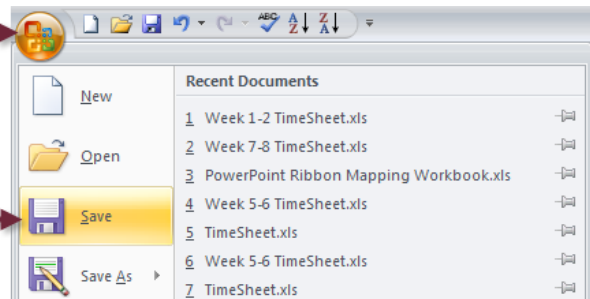 ABC
A
Z
Z
A
Recent Documents
New
1 Week 1-2 TimeSheet.xls
2 Week 7-8 TimeSheet.xls
Open
3 PowerPoint Ribbon Mapping Workbook.xls
4 Week 5-6 TimeSheet.xls
Save
5 TimeSheet.xls
6 Week 5-6 TimeSheet.xls
Save As
7 TimeSheet.xls